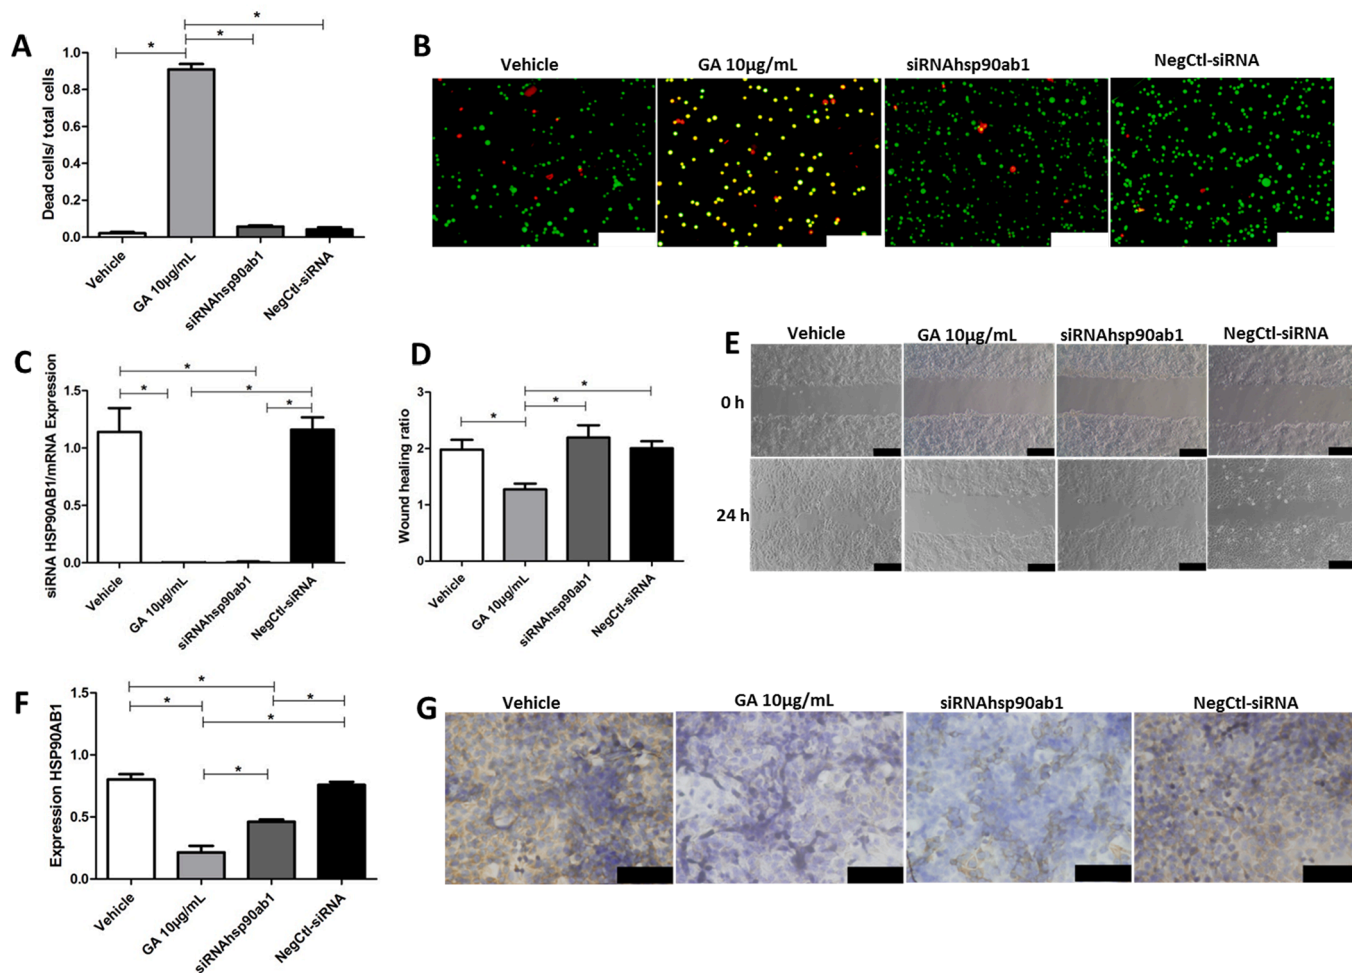 A
*
*
*
Dead cells/ total cells
1.0
0.8
0.6
0.4
0.2
0.0
Vehicle
GA 10µg/mL
siRNAhsp90ab1
NegCtl-siRNA
B
Vehicle
GA 10µg/mL
siRNAhsp90ab1
NegCtl-siRNA
C
*
*
*
*
siRNA HSP90AB1/mRNA Expression
1.5
1.0
0.5
0.0
Vehicle
GA 10µg/mL
siRNAhsp90ab1
NegCtl-siRNA
D
*
*
*
Wound healing ratio
3
2
1
0
Vehicle
GA 10µg/mL
siRNAhsp90ab1
NegCtl-siRNA
E
Vehicle
GA 10µg/mL
siRNAhsp90ab1
NegCtl-siRNA
0 h
24 h
F
*
*
*
*
*
Expression HSP90AB1
1.5
1.0
0.5
0.0
Vehicle
GA 10µg/mL
siRNAhsp90ab1
NegCtl-siRNA
G
Vehicle
GA 10µg/mL
siRNAhsp90ab1
NegCtl-siRNA